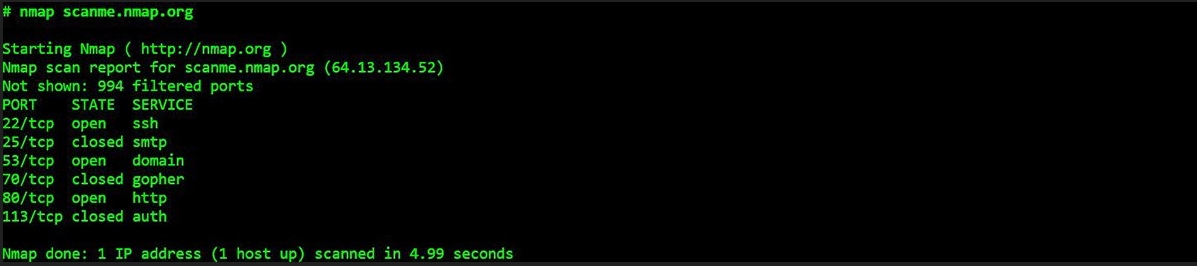 # nmap scanme.nmap.org
Starting Nmap ( http://nmap.org )
Nmap scan report for scanme.nmap.org (64.13.134.52)
Not shown: 994 filtered ports
PORT    STATE  SERVICE
22/tcp  open   ssh
25/tcp  closed smtp
53/tcp  open   domain
70/tcp  closed gopher
80/tcp  open   http
113/tcp closed auth
Nmap done: 1 IP address (1 host up) scanned in 4.99 seconds